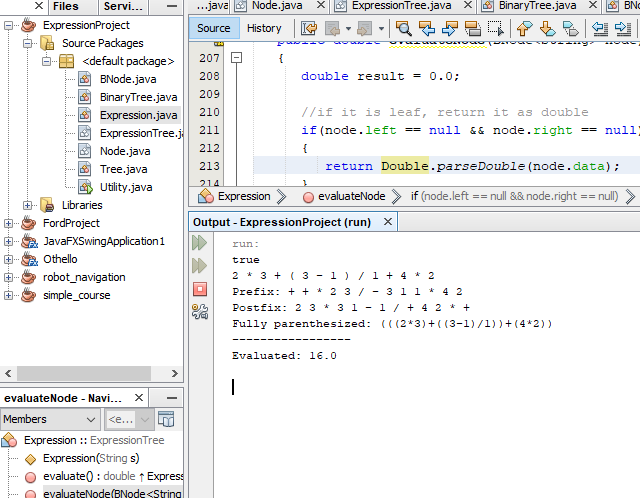 Files
Servi...
ExpressionProject
Source Packages
<default package>
BNode.java
BinaryTree.java
Expression.java
ExpressionTree.ja
Node.java
Tree.java
Utility.java
Libraries
FordProject
JavaFXSwingApplication1
Othello
robot_navigation
simple_course
evaluateNode - Navi...
Members
<e...
Expression :: ExpressionTree
Expression(String s)
evaluate() : double ↑ Expres
evaluateNode(BNode<String
...java
Node.java
ExpressionTree.java
BinaryTree.java
BNo
Source
History
207 {
208 double result = 0.0;
209
210 //if it is leaf, return it as double
211 if(node.left == null && node.right == null)
212 {
213 return Double.parseDouble(node.data);
214 }
Expression
evaluateNode
if (node.left == null && node.right == null)
Output - ExpressionProject (run)
run:
true
2 * 3 + ( 3 - 1 ) / 1 + 4 * 2
Prefix: + + * 2 3 / - 3 1 1 * 4 2
Postfix: 2 3 * 3 1 - 1 / + 4 2 * +
Fully parenthesized: (((2*3)+((3-1)/1))+(4*2))
-----------------
Evaluated: 16.0